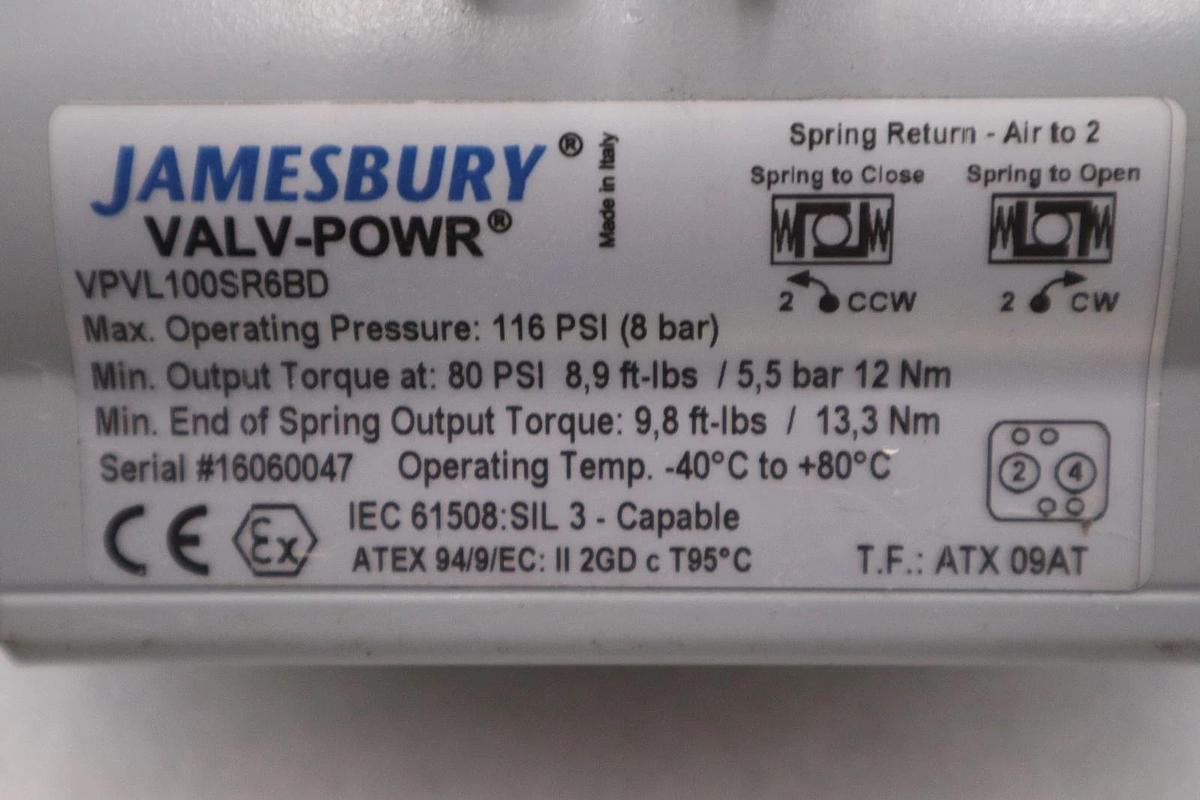 JAMESBURY®
VALV-POWR®
Made in Italy
VPVL100SR6BD
Spring Return - Air to 2
Spring to Close
Spring to Open
2 CCW
2 CW
Max. Operating Pressure: 116 PSI (8 bar)
Min. Output Torque at: 80 PSI 8,9 ft-lbs / 5,5 bar 12 Nm
Min. End of Spring Output Torque: 9,8 ft-lbs / 13,3 Nm
Serial #16060047 Operating Temp. -40°C to +80°C
2 4
CE Ex IEC 61508:SIL 3 - Capable
ATEX 94/9/EC: II 2GD c T95°C T.F.: ATX 09AT